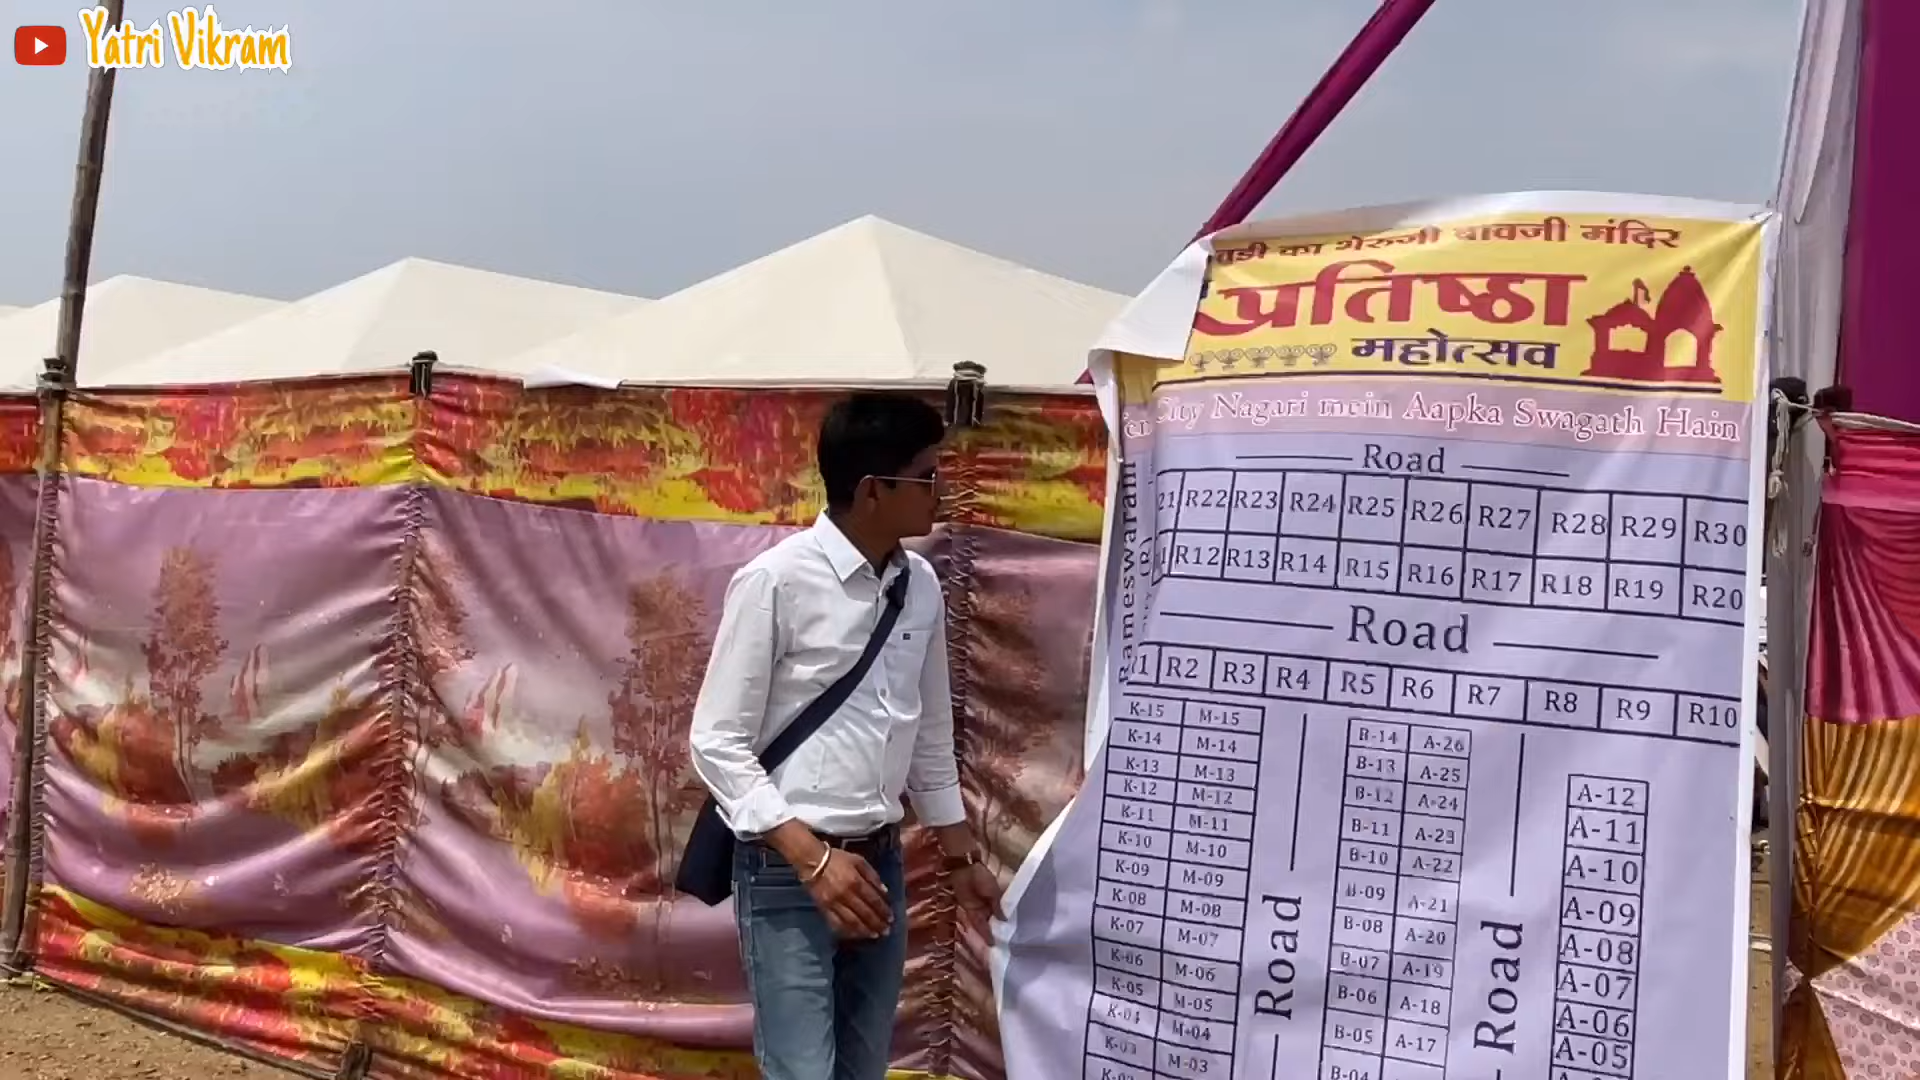 Yatri Vikram
का भेरुजी बावजी मंदिर
प्रतिष्ठा
महोत्सव
City Nagari mein Aapka Swagath Hain
Road
Rameswaram
R22 R23 R24 R25 R26 R27 R28 R29 R30
R12 R13 R14 R15 R16 R17 R18 R19 R20
Road
R2 R3 R4 R5 R6 R7 R8 R9 R10
K-15 M-15
K-14 M-14
K-13 M-13
K-12 M-12
K-11 M-11
K-10 M-10
K-09 M-09
K-08 M-08
K-07 M-07
K-06 M-06
K-05 M-05
K-04 M-04
K-03 M-03
Road
B-14 A-26
B-13 A-25
B-12 A-24
B-11 A-23
B-10 A-22
B-09 A-21
B-08 A-20
B-07 A-19
B-06 A-18
B-05 A-17
B-04
Road
A-12
A-11
A-10
A-09
A-08
A-07
A-06
A-05